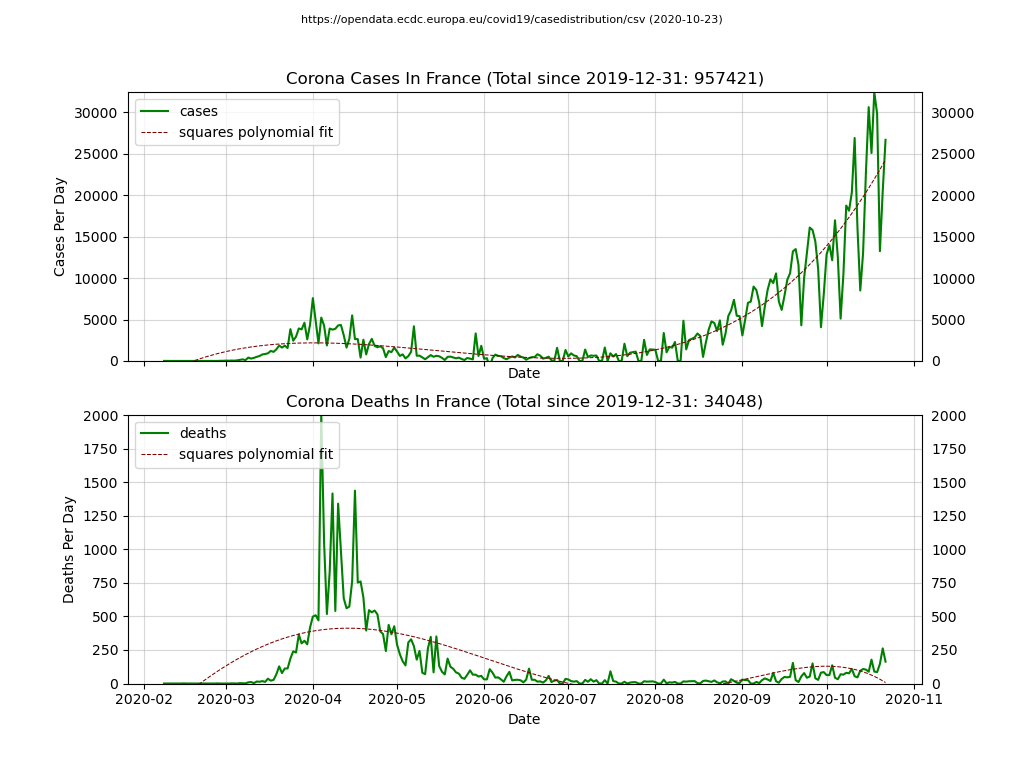 https://opendata.ecdc.europa.eu/covid19/casedistribution/csv (2020-10-23)
Corona Cases In France (Total since 2019-12-31: 957421)
cases
squares polynomial fit
Cases Per Day
30000
25000
20000
15000
10000
5000
0
30000
25000
20000
15000
10000
5000
0
Date
Corona Deaths In France (Total since 2019-12-31: 34048)
deaths
squares polynomial fit
Deaths Per Day
2000
1750
1500
1250
1000
750
500
250
0
2000
1750
1500
1250
1000
750
500
250
0
2020-02 2020-03 2020-04 2020-05 2020-06 2020-07 2020-08 2020-09 2020-10 2020-11
Date